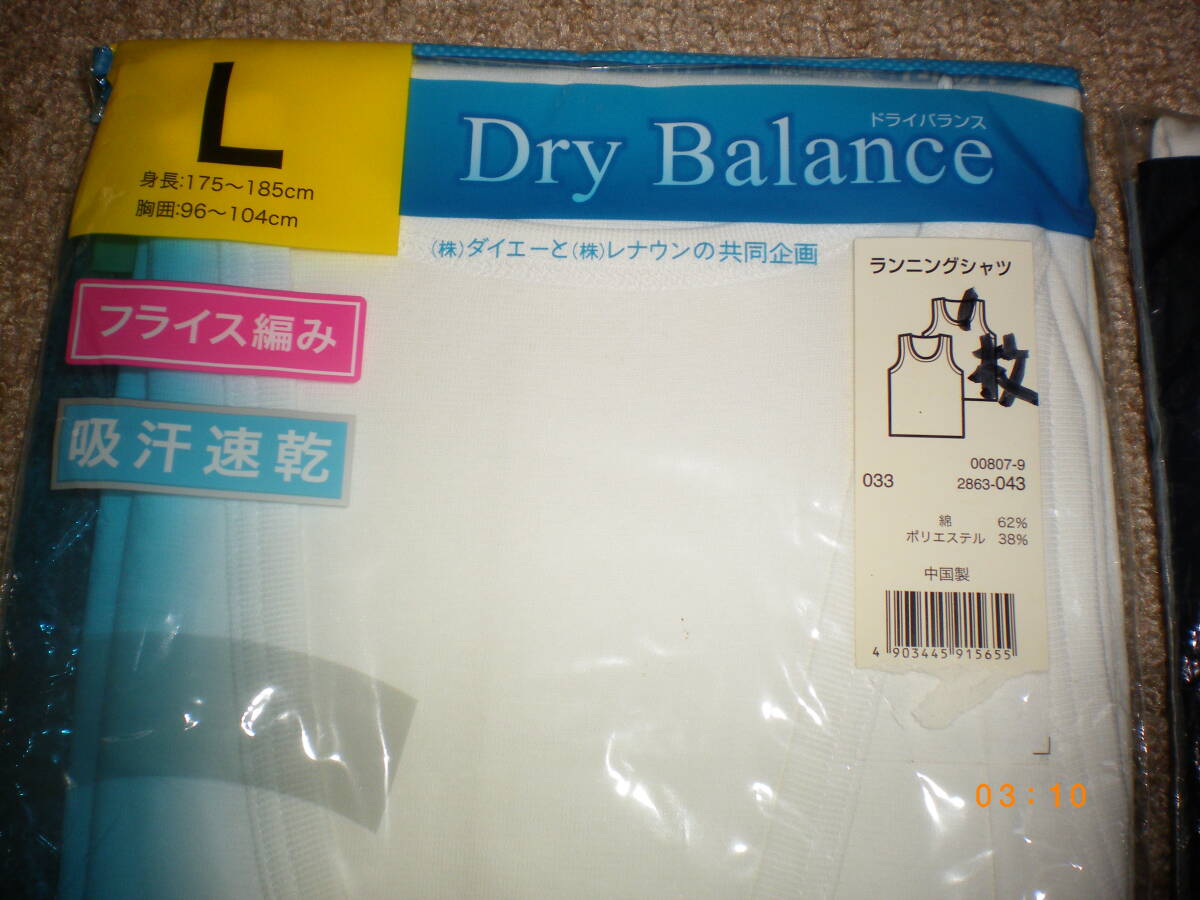 L
身長:175〜185cm
胸囲:96〜104cm
ドライバランス
Dry Balance
(株)ダイエーと(株)レナウンの共同企画
フライス編み
吸汗速乾
ランニングシャツ
枚
00807-9
033 2863-043
綿 62%
ポリエステル 38%
中国製
4 903445 915655
03:10